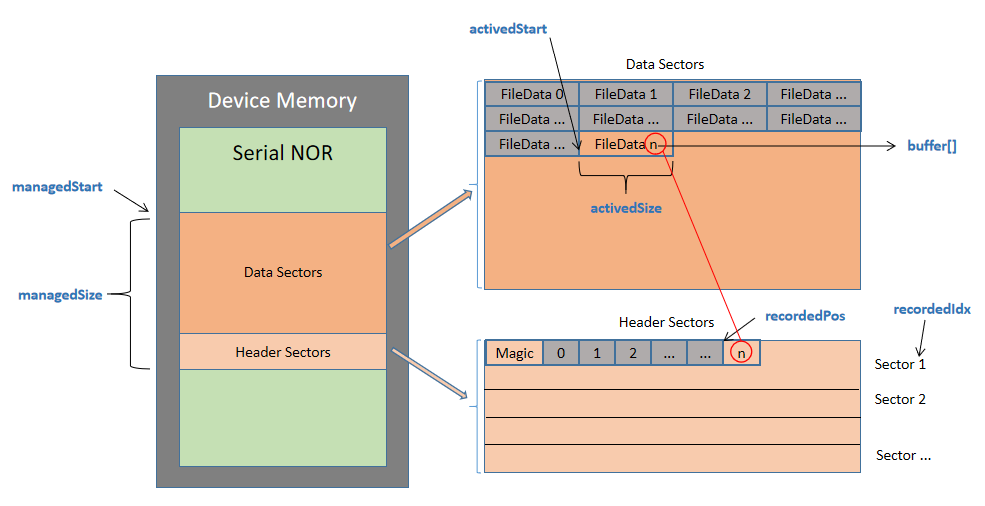 activedStart
Data Sectors
Device Memory
FileData 0 FileData 1 FileData 2 FileData ...
FileData ... FileData ... FileData ... FileData ...
FileData ... FileData n
buffer[]
Serial NOR
managedStart
activedSize
Data Sectors
managedSize
Header Sectors
recordedPos
recordedIdx
Header Sectors
Magic 0 1 2 ... ... n
Sector 1
Sector 2
Sector ...